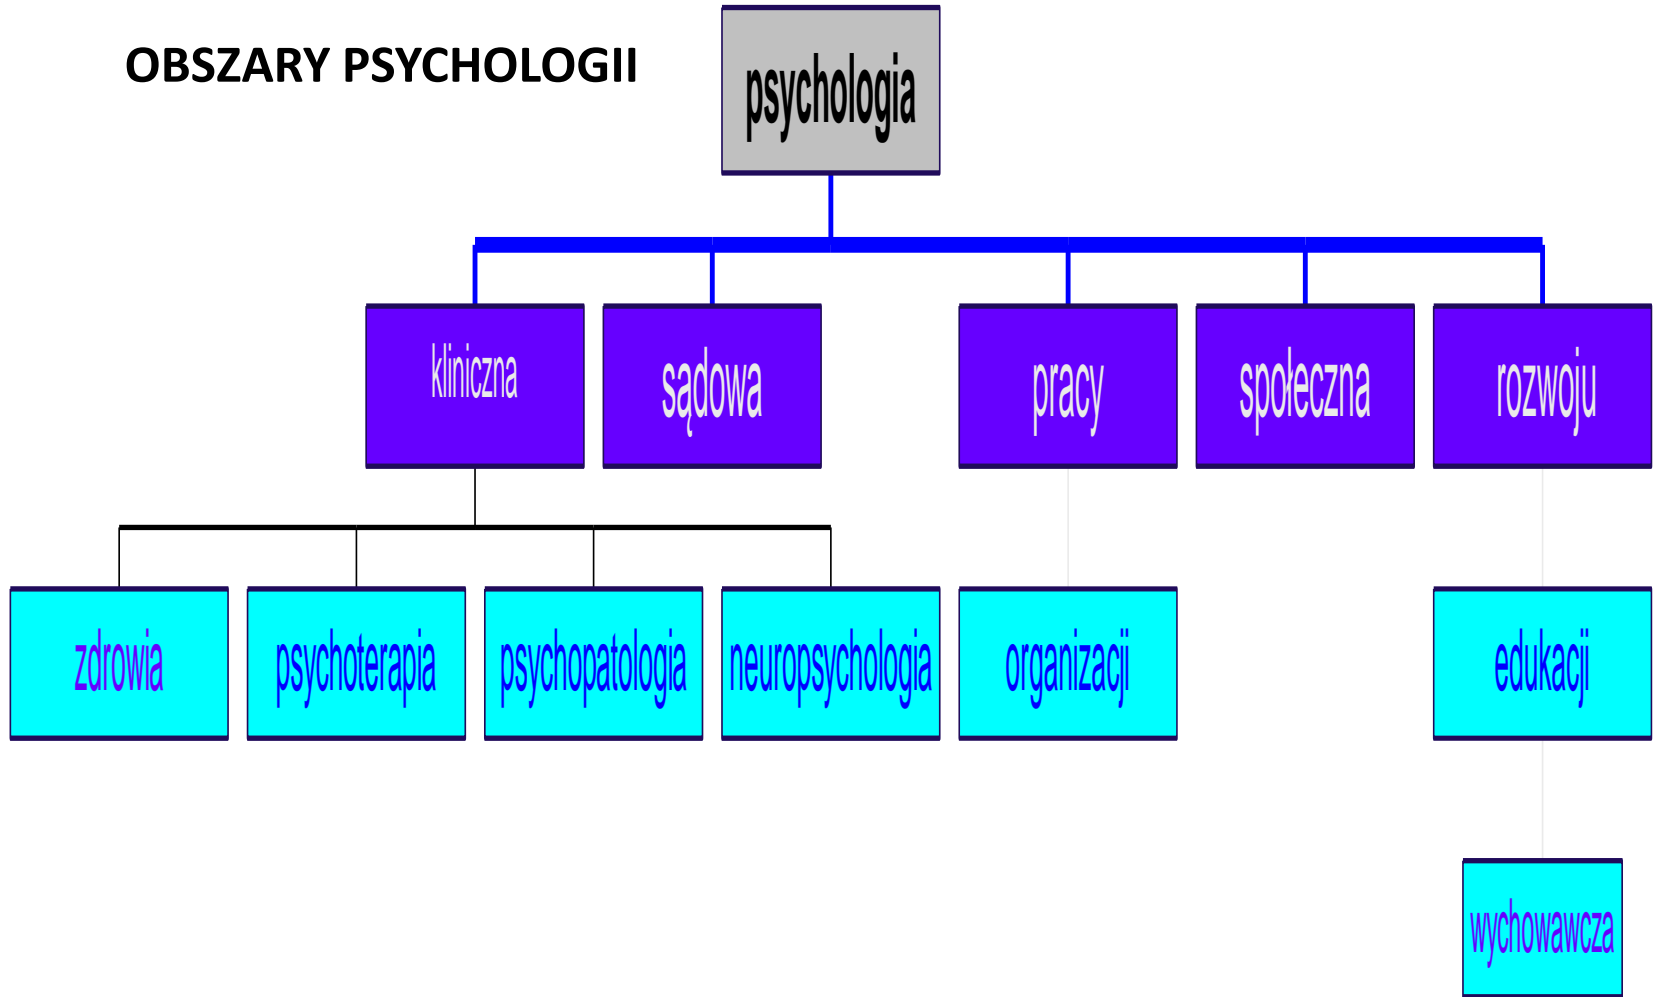 OBSZARY PSYCHOLOGII
psychologia
kliniczna
sądowa
pracy
społeczna
rozwoju
zdrowia
psychoterapia
psychopatologia
neuropsychologia
organizacji
edukacji
wychowawcza